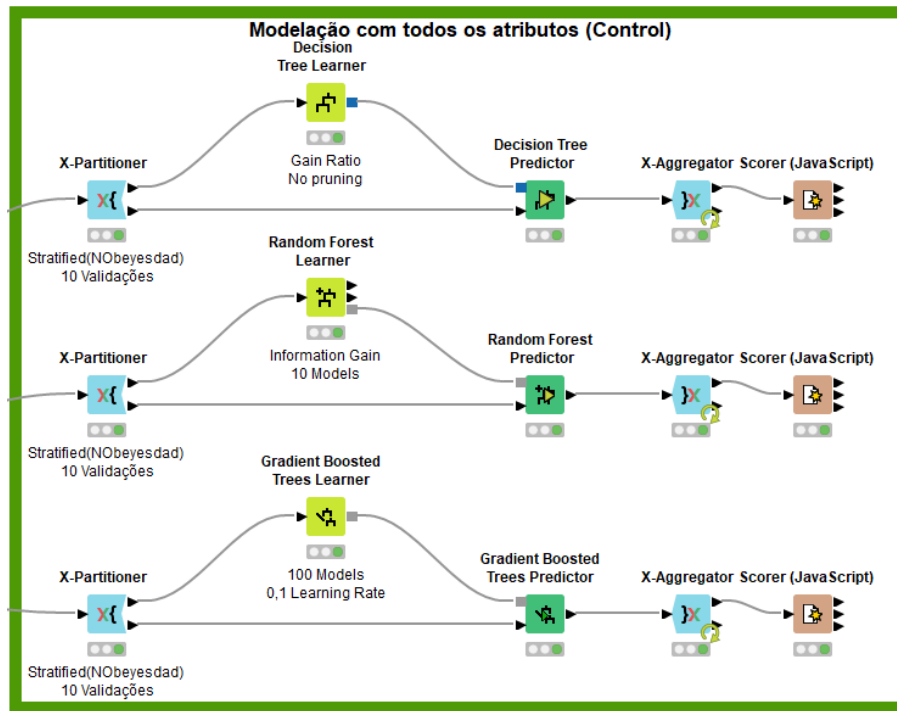 Modelação com todos os atributos (Control)
Decision
Tree Learner
Gain Ratio
No pruning
X-Partitioner
Stratified(NObeyesdad)
10 Validações
Decision Tree
Predictor
X-Aggregator
Scorer (JavaScript)
Random Forest
Learner
Information Gain
10 Models
X-Partitioner
Stratified(NObeyesdad)
10 Validações
Random Forest
Predictor
X-Aggregator
Scorer (JavaScript)
Gradient Boosted
Trees Learner
100 Models
0,1 Learning Rate
X-Partitioner
Stratified(NObeyesdad)
10 Validações
Gradient Boosted
Trees Predictor
X-Aggregator
Scorer (JavaScript)